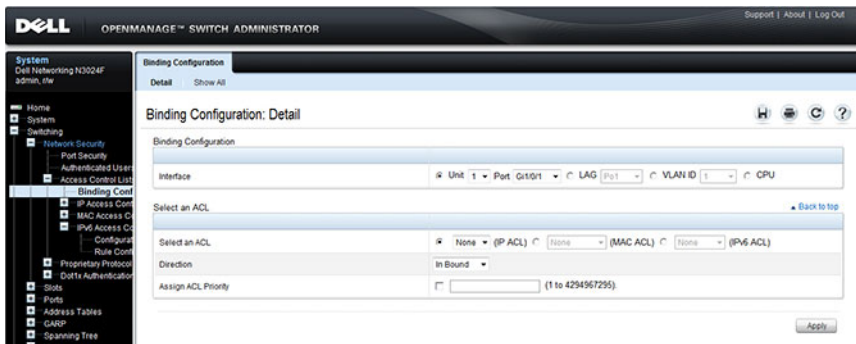 Support | About | Log Out
DELL OPENMANAGE™ SWITCH ADMINISTRATOR
System
Dell Networking N3024F
admin, r/w
Home
System
Switching
Network Security
Port Security
Authenticated User
Access Control List
Binding Conf
IP Access Cont
MAC Access Co
IPv6 Access Co
Configurat
Rule Conf
Proprietary Protocol
Dot1x Authentication
Slots
Ports
Address Tables
GARP
Spanning Tree
Binding Configuration
Detail Show All
Binding Configuration: Detail
Binding Configuration
Interface Unit 1 Port Gi1/0/1 LAG Po1 VLAN ID 1 CPU
Select an ACL Back to top
Select an ACL None (IP ACL) None (MAC ACL) None (IPv6 ACL)
Direction In Bound
Assign ACL Priority (1 to 4294967295).
Apply